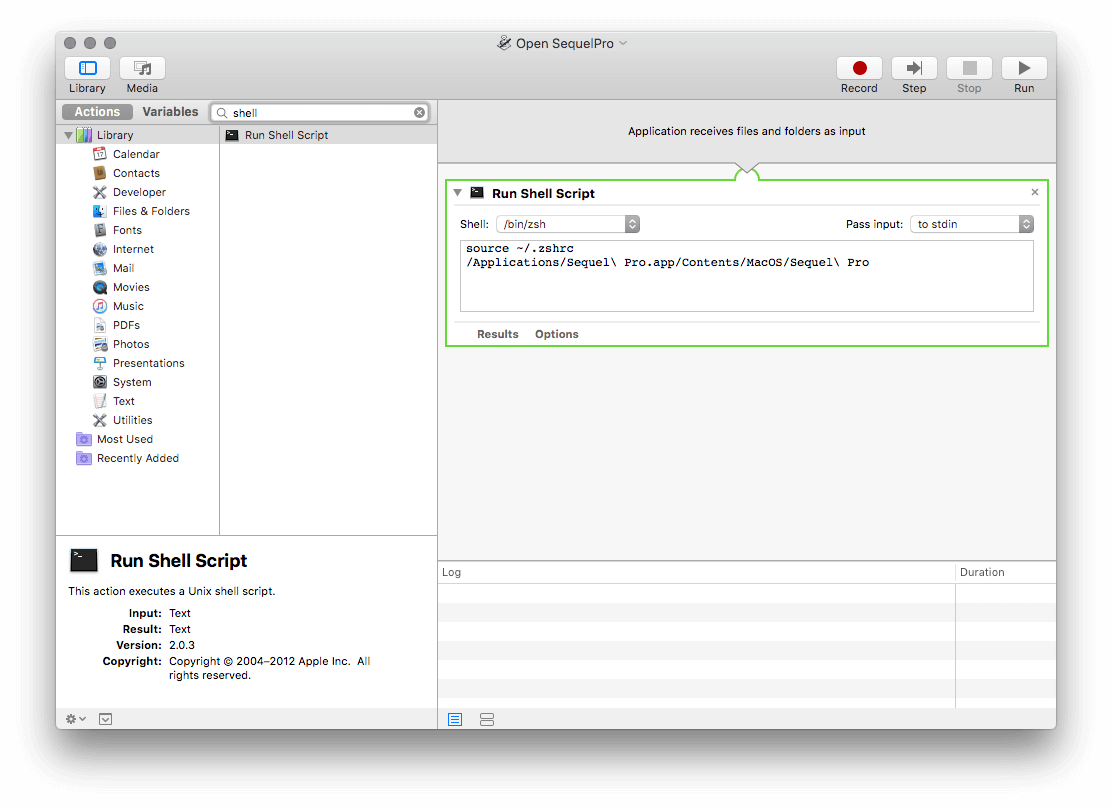 Open SequelPro
Library
Media
Record
Step
Stop
Run
Actions
Variables
shell
Library
Calendar
17
Contacts
Developer
Files & Folders
Fonts
Internet
Mail
Movies
Music
PDFs
Photos
Presentations
System
Text
Utilities
Most Used
Recently Added
Run Shell Script
Run Shell Script
This action executes a Unix shell script.
Input: Text
Result: Text
Version: 2.0.3
Copyright: Copyright © 2004–2012 Apple Inc. All
rights reserved.
Application receives files and folders as input
Run Shell Script
Shell: /bin/zsh
Pass input: to stdin
source ~/.zshrc
/Applications/Sequel\ Pro.app/Contents/MacOS/Sequel\ Pro
Results
Options
Log
Duration